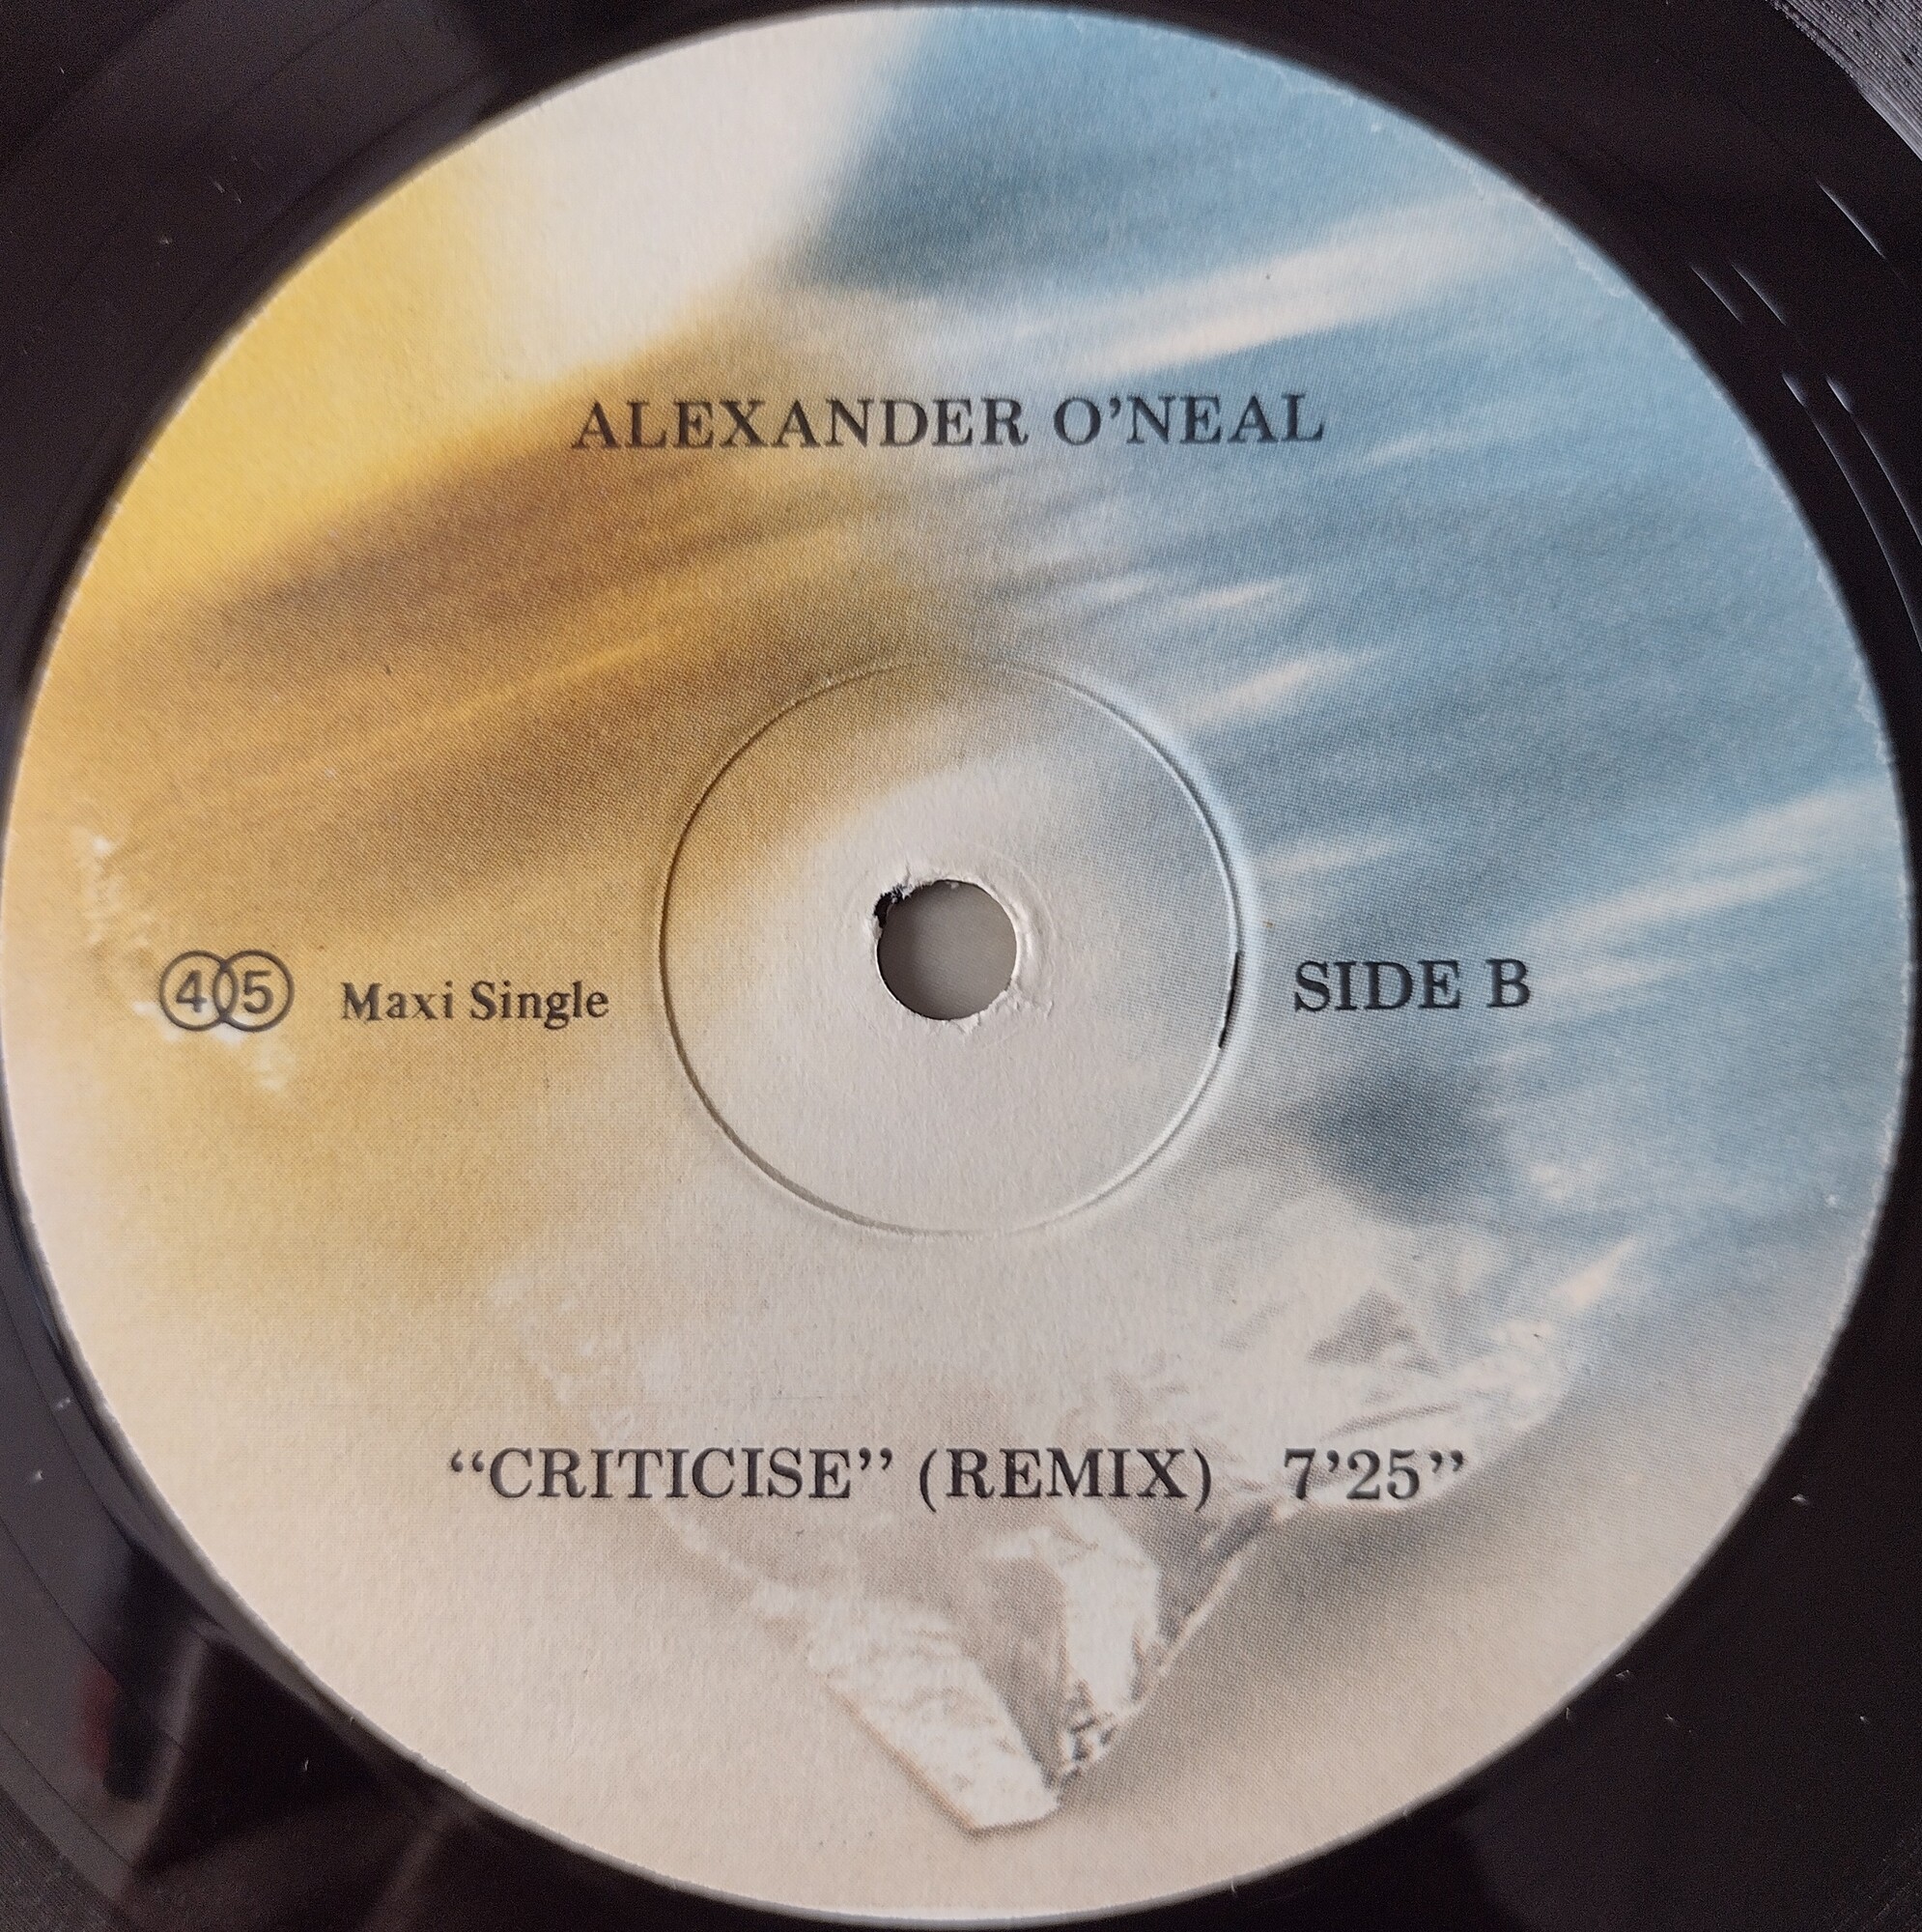 ALEXANDER O’NEAL
45 Maxi Single
SIDE B
“CRITICISE” (REMIX) 7’25”